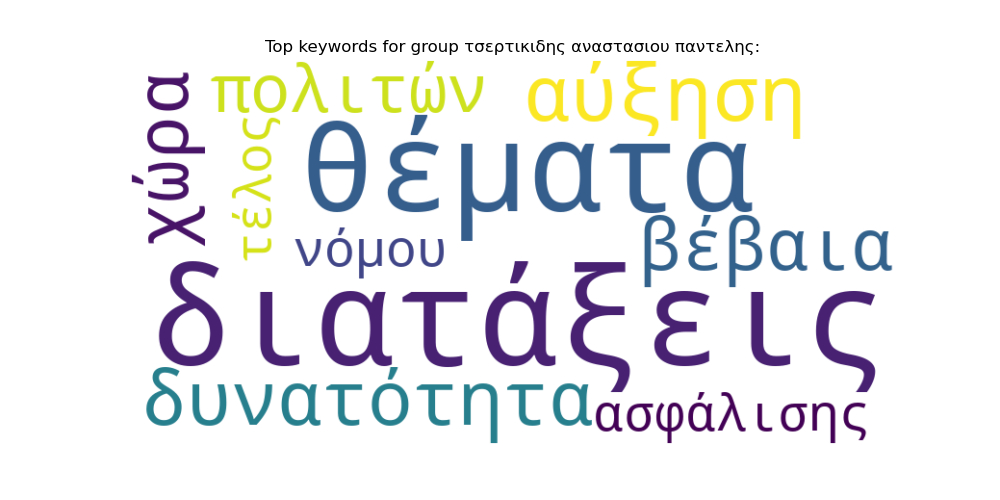 Top keywords for group τσερτικιδης αναστασιου παντελης:
χώρα
πολιτών
αύξηση
τέλος
θέματα
νόμου
βέβαια
διατάξεις
δυνατότητα
ασφάλισης